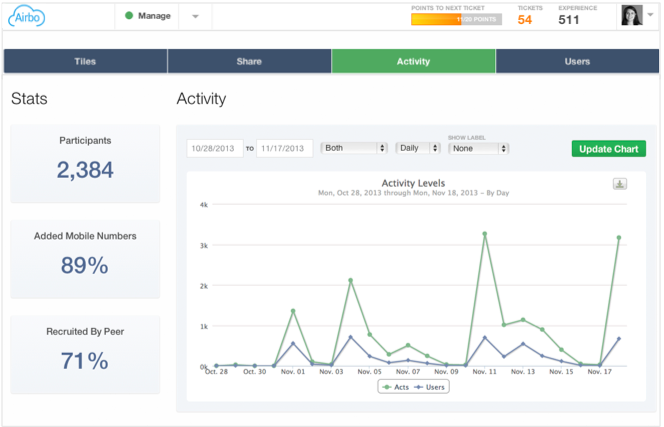 Airbo
Manage
POINTS TO NEXT TICKET
11/20 POINTS
TICKETS
54
EXPERIENCE
511
Tiles
Share
Activity
Users
Stats
Activity
Participants
2,384
Added Mobile Numbers
89%
Recruited By Peer
71%
10/28/2013 TO 11/17/2013 Both Daily
SHOW LABEL
None
Update Chart
Activity Levels
Mon, Oct 28, 2013 through Mon, Nov 18, 2013 – By Day
4k
3k
2k
1k
0k
Oct. 28 Oct. 30 Nov. 01 Nov. 03 Nov. 05 Nov. 07 Nov. 09 Nov. 11 Nov. 13 Nov. 15 Nov. 17
Acts Users